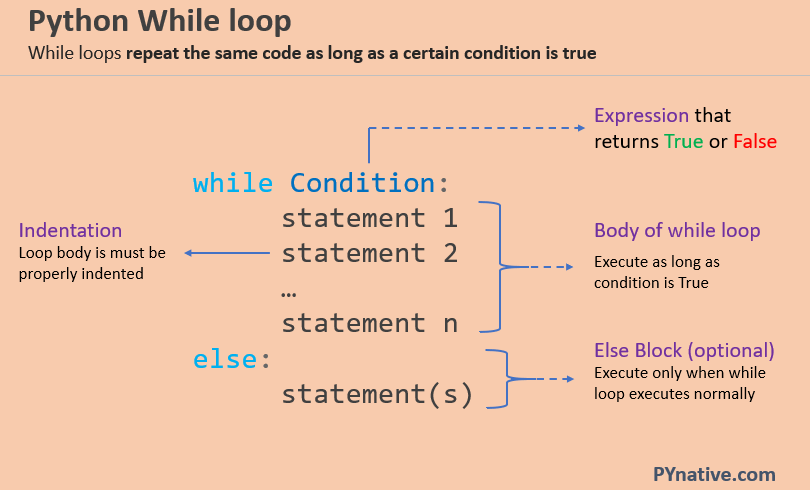 Python While loop
While loops repeat the same code as long as a certain condition is true
Expression that
returns True or False
while Condition:
statement 1
statement 2
…
statement n
else:
statement(s)
Indentation
Loop body is must be
properly indented
Body of while loop
Execute as long as
condition is True
Else Block (optional)
Execute only when while
loop executes normally
PYnative.com